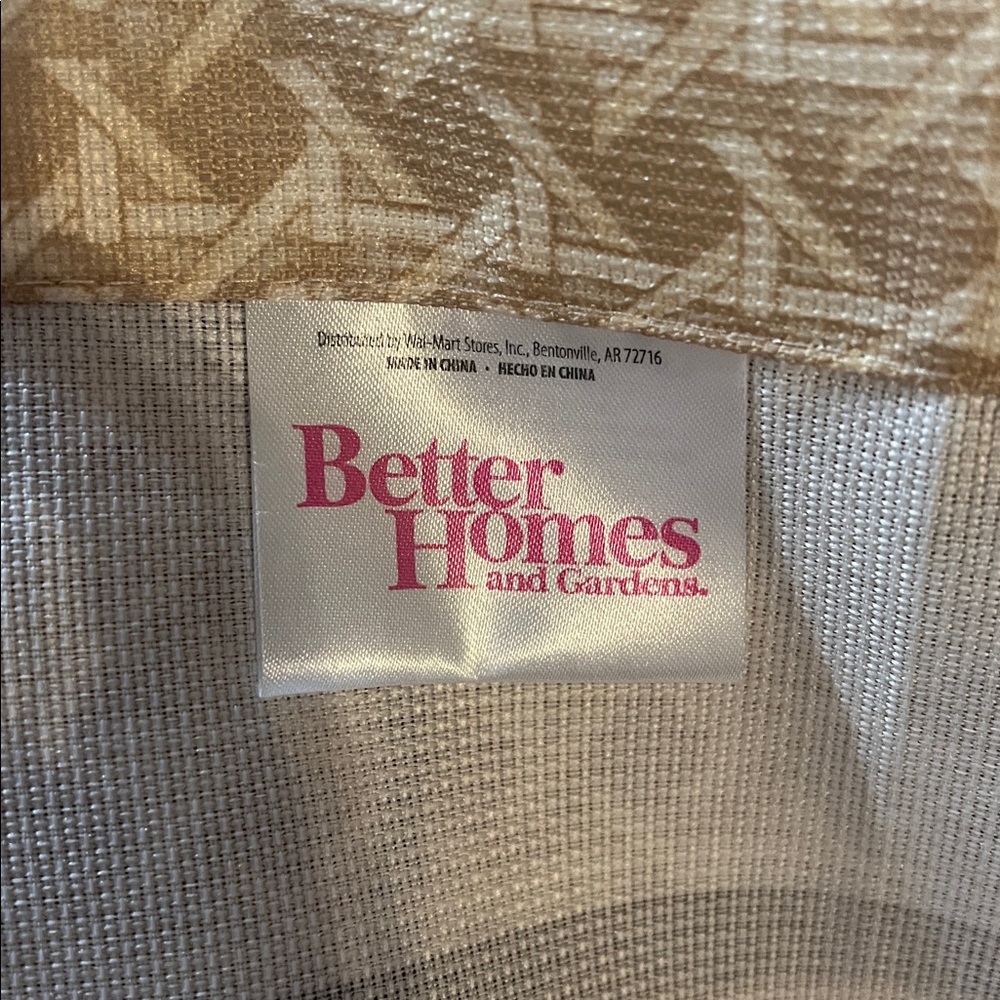 Distributed by Wal-Mart Stores, Inc., Bentonville, AR 72716
MADE IN CHINA • HECHO EN CHINA
Better
Homes
and Gardens.